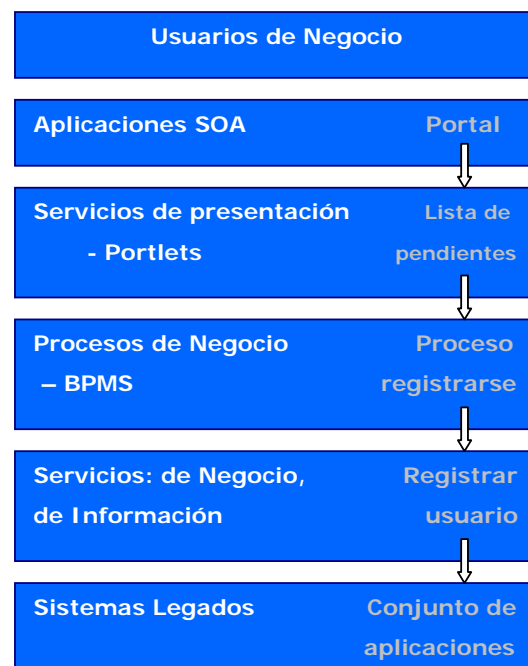 Usuarios de Negocio
Aplicaciones SOA Portal
Servicios de presentación Lista de
- Portlets pendientes
Procesos de Negocio Proceso
– BPMS registrarse
Servicios: de Negocio, Registrar
de Información usuario
Sistemas Legados Conjunto de
aplicaciones